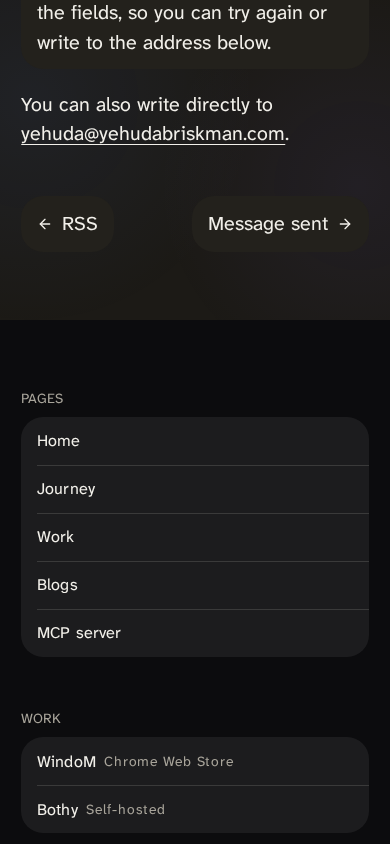 the fields, so you can try again or
write to the address below.
You can also write directly to
yehuda@yehudabriskman.com.
← RSS
Message sent →
PAGES
Home
Journey
Work
Blogs
MCP server
WORK
WindoM Chrome Web Store
Bothy Self-hosted